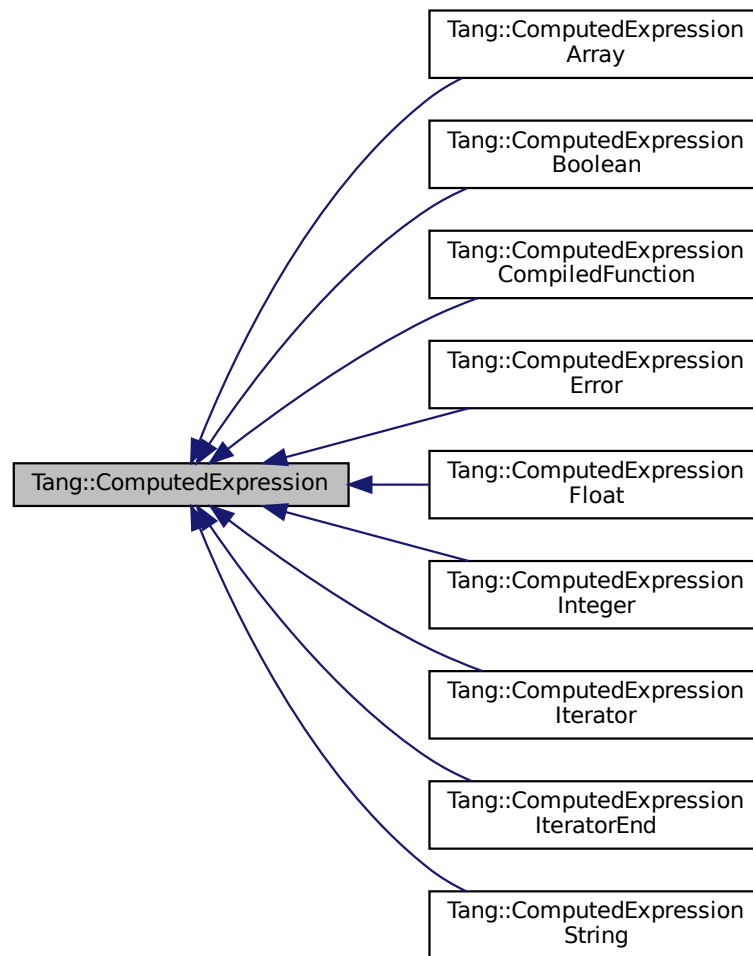 Tang::ComputedExpression
Array
Tang::ComputedExpression
Boolean
Tang::ComputedExpression
CompiledFunction
Tang::ComputedExpression
Error
Tang::ComputedExpression
Tang::ComputedExpression
Float
Tang::ComputedExpression
Integer
Tang::ComputedExpression
Iterator
Tang::ComputedExpression
IteratorEnd
Tang::ComputedExpression
String